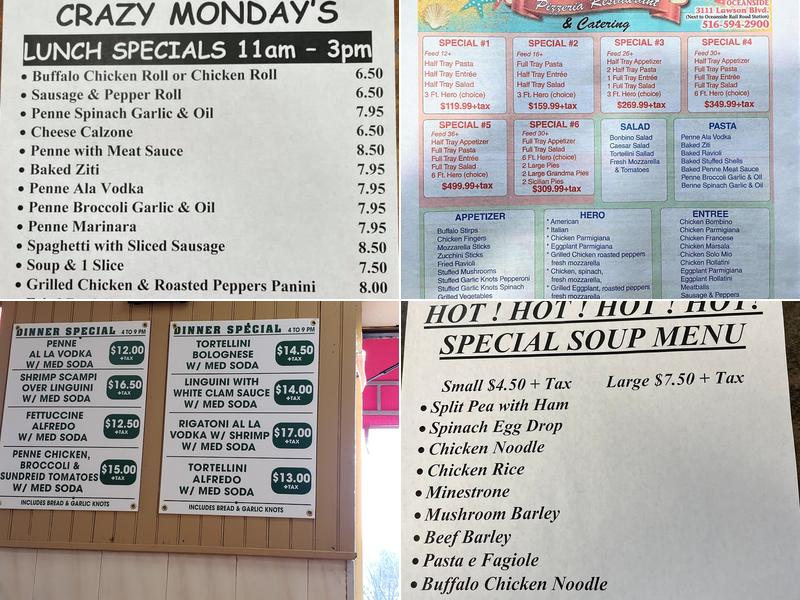 CRAZY MONDAY'S
LUNCH SPECIALS 11am - 3pm
• Buffalo Chicken Roll or Chicken Roll 6.50
• Sausage & Pepper Roll 6.50
• Penne Spinach Garlic & Oil 7.95
• Cheese Calzone 6.50
• Penne with Meat Sauce 8.50
• Baked Ziti 7.95
• Penne Ala Vodka 7.95
• Penne Broccoli Garlic & Oil 7.95
• Penne Marinara 7.95
• Spaghetti with Sliced Sausage 8.50
• Soup & 1 Slice 7.50
• Grilled Chicken & Roasted Peppers Panini 8.00
Pizzeria Restaurant
& Catering
OCEANSIDE
3111 Lawson Blvd.
(Next to Oceanside Rail Road Station)
516-594-2900
SPECIAL #1
Feed 12+
Half Tray Pasta
Half Tray Entrée
Half Tray Salad
3 Ft. Hero (choice)
$119.99+tax
SPECIAL #2
Feed 16+
Full Tray Pasta
Half Tray Entrée
Half Tray Salad
3 Ft. Hero (choice)
$159.99+tax
SPECIAL #3
Feed 26+
Half Tray Appetizer
2 Half Tray Pasta
1 Full Tray Entrée
1 Full Tray Salad
3 Ft. Hero (choice)
$269.99+tax
SPECIAL #4
Feed 30+
Half Tray Appetizer
Full Tray Pasta
Full Tray Entrée
Full Tray Salad
4 Ft. Hero (choice)
$349.99+tax
SPECIAL #5
Feed 36+
Half Tray Appetizer
Full Tray Pasta
Full Tray Entrée
Full Tray Salad
6 Ft. Hero (choice)
$499.99+tax
SPECIAL #6
Feed 30+
Full Tray Appetizer
Full Tray Salad
6 Ft. Hero (choice)
2 Large Pies
2 Large Grandma Pies
2 Sicilian Pies
$309.99+tax
SALAD
Bonbino Salad
Caesar Salad
Tortellini Sallad
Fresh Mozzarella
& Tomatoes
PASTA
Penne Ala Vodka
Baked Ziti
Baked Ravioli
Baked Stuffed Shells
Baked Penne Meat Sauce
Penne Broccoli Garlic & Oil
Benne Spinach Garlic & Oil
APPETIZER
Buffalo Stirps
Chicken Fingers
Mozzarella Sticks
Zucchini Sticks
Fried Ravioli
Stuffed Mushrooms
Stuffed Garlic Knots Pepperoni
Stuffed Garlic Knots Spinach
Grilled Vegetables
HERO
* American
* Italian
* Chicken Parmigiana
* Eggplant Parmigiana
* Grilled Chicken roasted peppers
fresh mozzarella
* Chicken, spinach,
fresh mozzarella
* Grilled Eggplant, roasted peppers
fresh mozzarella
ENTREE
Chicken Bombino
Chicken Parmigiana
Chicken Francese
Chicken Marsala
Chicken Solo Mio
Chicken Rollatini
Eggplant Parmigiana
Eggplant Rollatini
Meatballs
Sausage & Peppers
DINNER SPECIAL 4 TO 9 PM
PENNE
AL LA VODKA
W/ MED SODA
$12.00
+TAX
SHRIMP SCAMPI
OVER LINGUINI
W/ MED SODA
$16.50
+TAX
FETTUCCINE
ALFREDO
W/ MED SODA
$12.50
+TAX
PENNE CHICKEN,
BROCCOLI &
SUNDREID TOMATOES
W/ MED SODA
$15.00
+TAX
INCLUDES BREAD & GARLIC KNOTS
DINNER SPECIAL 4 TO 9 PM
TORTELLINI
BOLOGNESE
W/ MED SODA
$14.50
+TAX
LINGUINI WITH
WHITE CLAM SAUCE
W/ MED SODA
$14.00
+TAX
RIGATONI AL LA
VODKA W/ SHRIMP
W/ MED SODA
$17.00
+TAX
TORTELLINI
ALFREDO
W/ MED SODA
$13.00
+TAX
INCLUDES BREAD & GARLIC KNOTS
HOT ! HOT ! HOT ! HOT!
SPECIAL SOUP MENU
Small $4.50 + Tax Large $7.50 + Tax
• Split Pea with Ham
• Spinach Egg Drop
• Chicken Noodle
• Chicken Rice
• Minestrone
• Mushroom Barley
• Beef Barley
• Pasta e Fagiole
• Buffalo Chicken Noodle